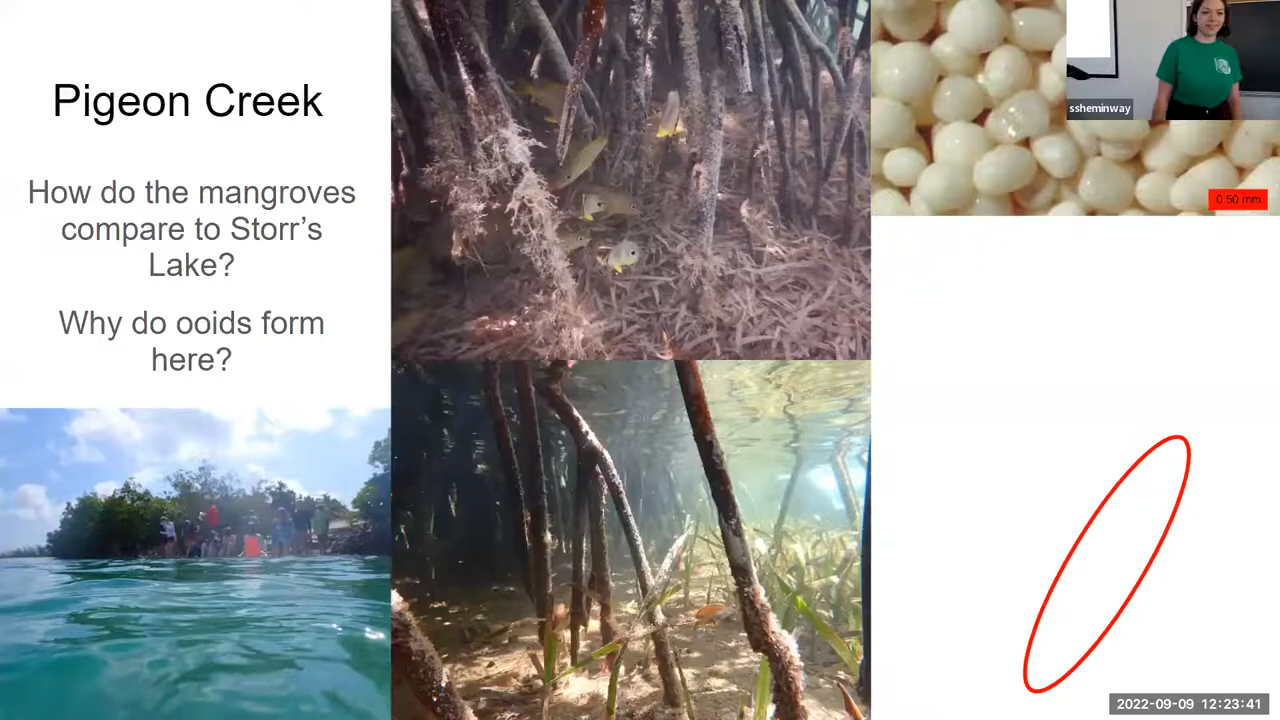 Pigeon Creek
How do the mangroves
compare to Storr's
Lake?
Why do ooids form
here?
ssheminway
0.50 mm
2022-09-09 12:23:41